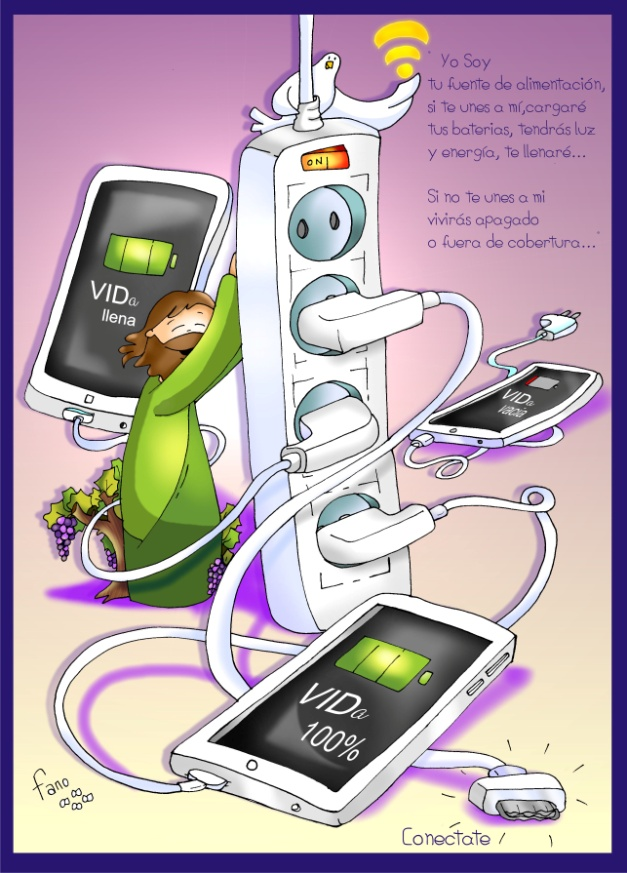 " Yo Soy
tu fuente de alimentación,
si te unes a mí,cargaré
tus baterias, tendrás luz
y energía, te llenaré...
Si no te unes a mi
vivirás apagado
o fuera de cobertura..."
ON
VIDa
llena
VIDa
vacía
VIDa
100%
fano
Conectate